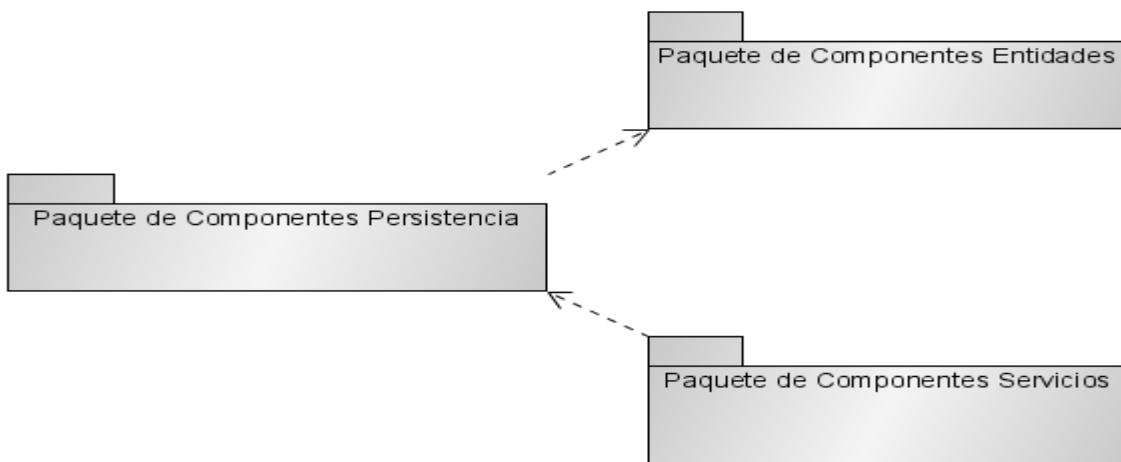 Paquete de Componentes Entidades
Paquete de Componentes Persistencia
Paquete de Componentes Servicios